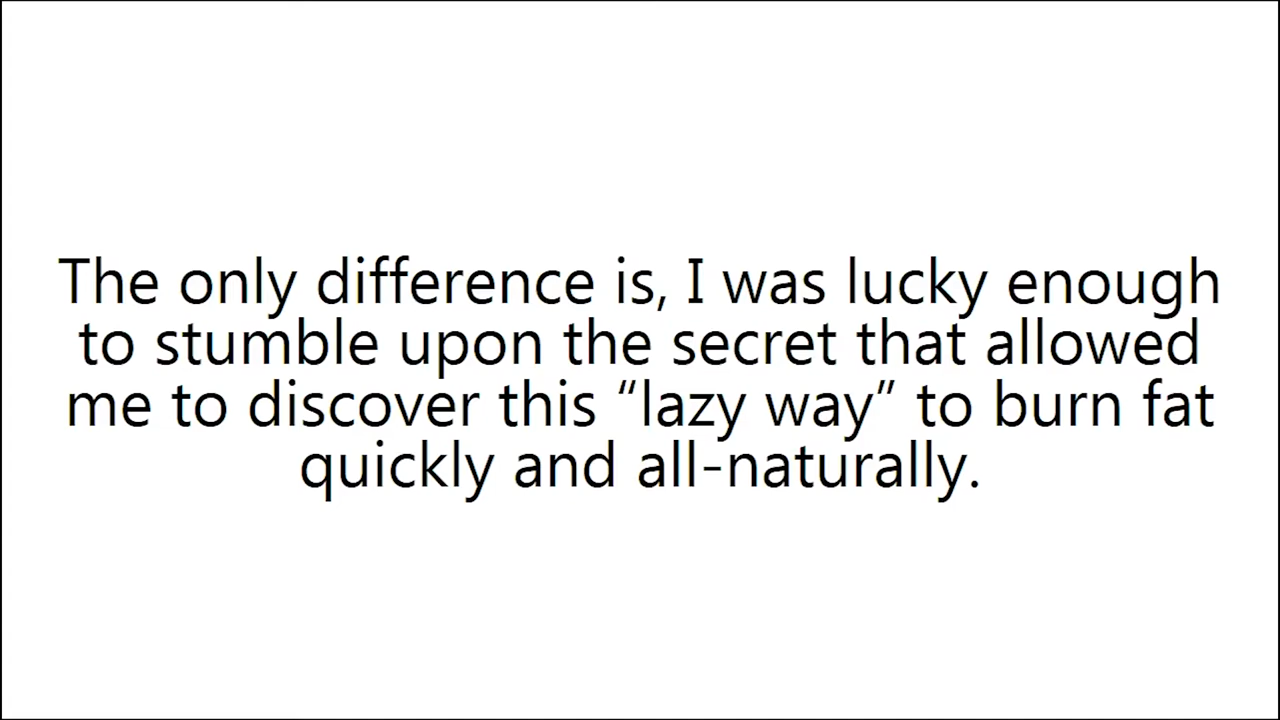 The only difference is, I was lucky enough
to stumble upon the secret that allowed
me to discover this “lazy way” to burn fat
quickly and all-naturally.